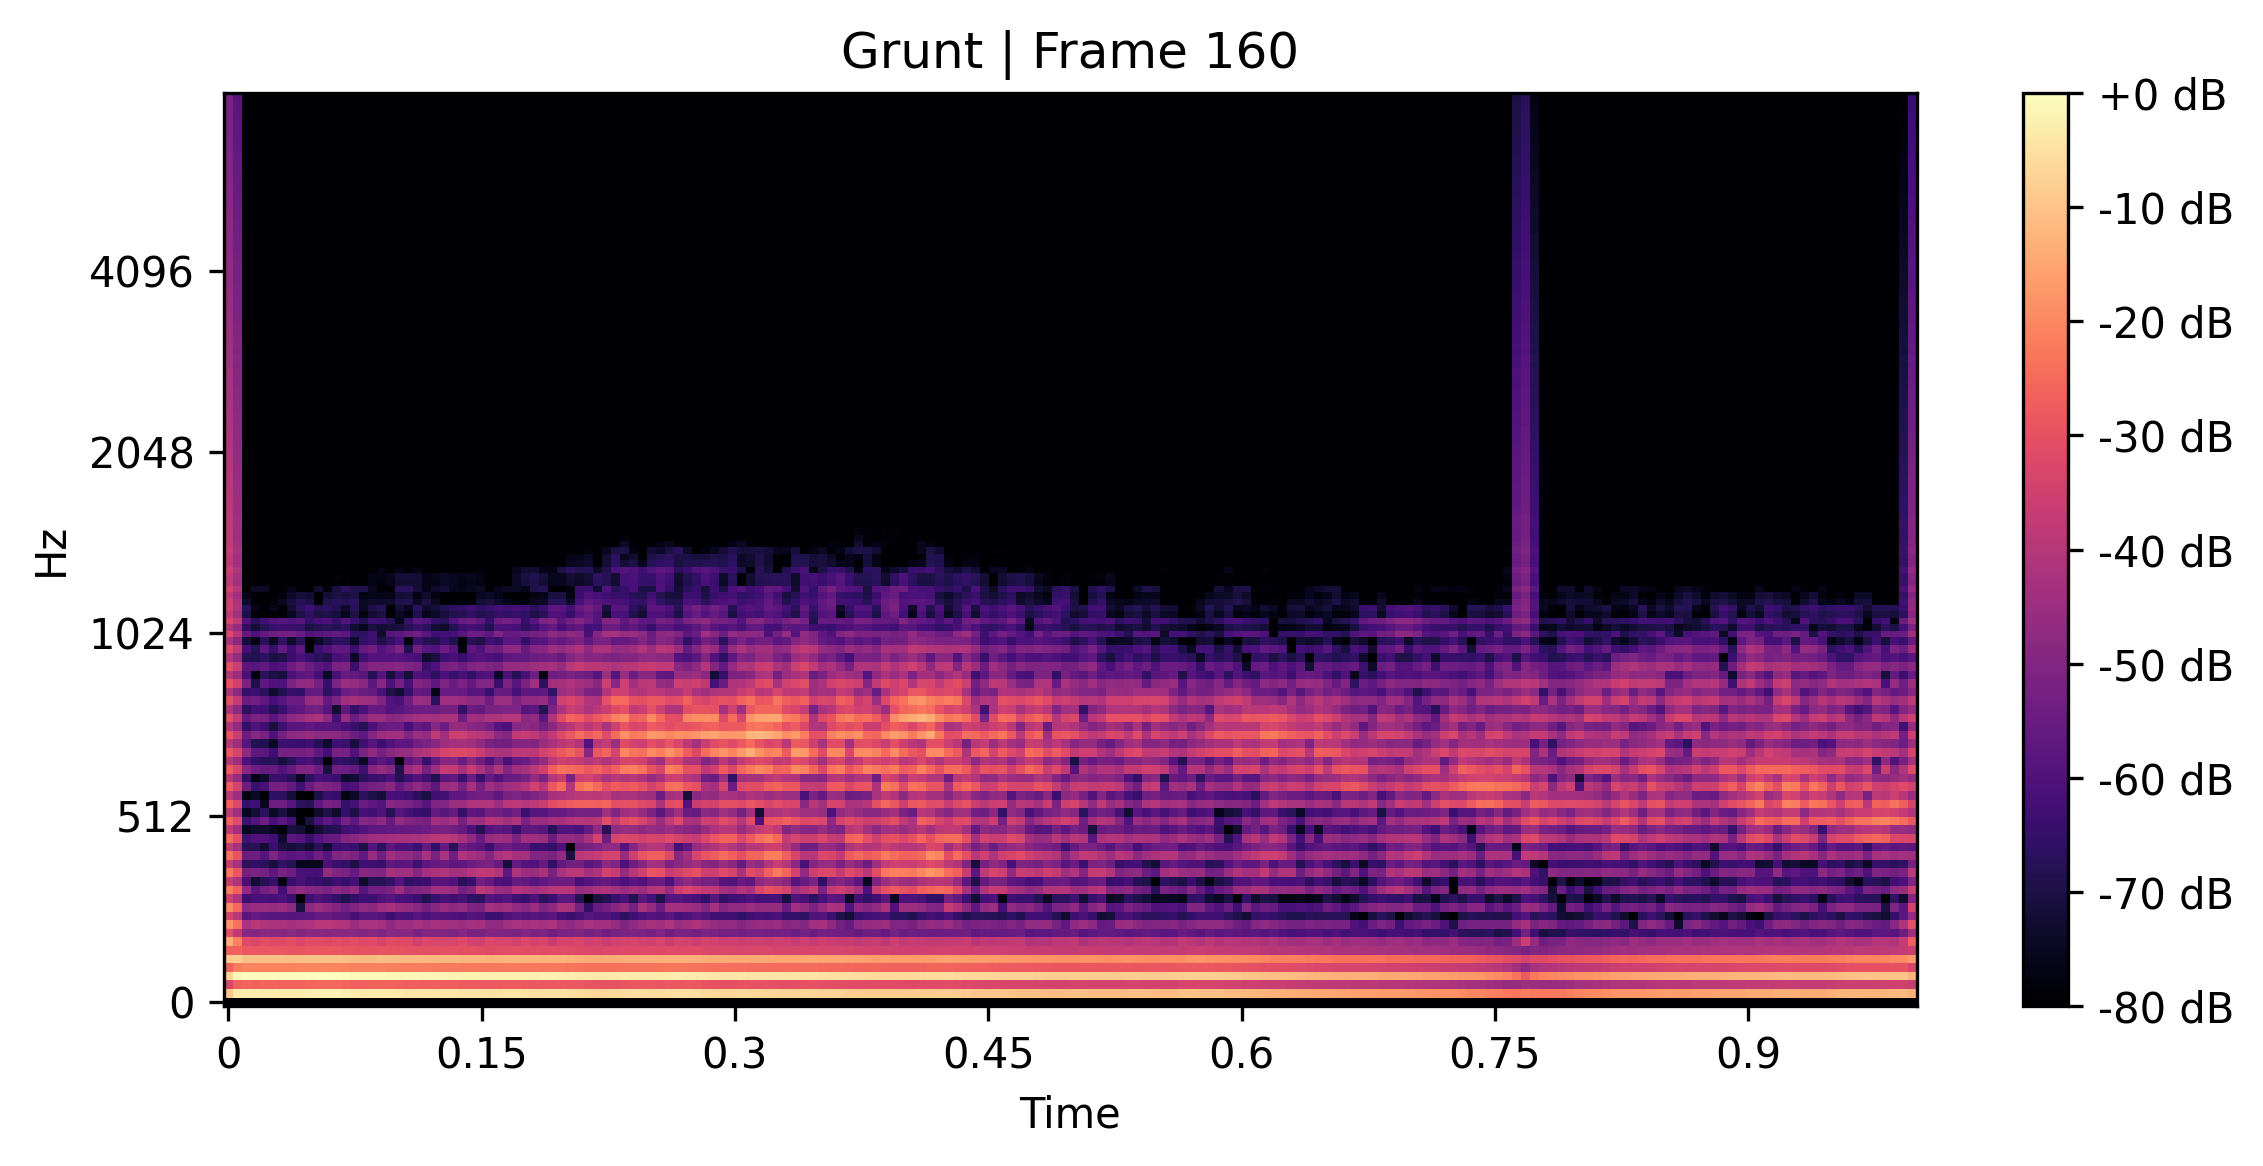 Grunt | Frame 160
+0 dB
-10 dB
-20 dB
-30 dB
-40 dB
-50 dB
-60 dB
-70 dB
-80 dB
Hz
4096
2048
1024
512
0
0 0.15 0.3 0.45 0.6 0.75 0.9
Time